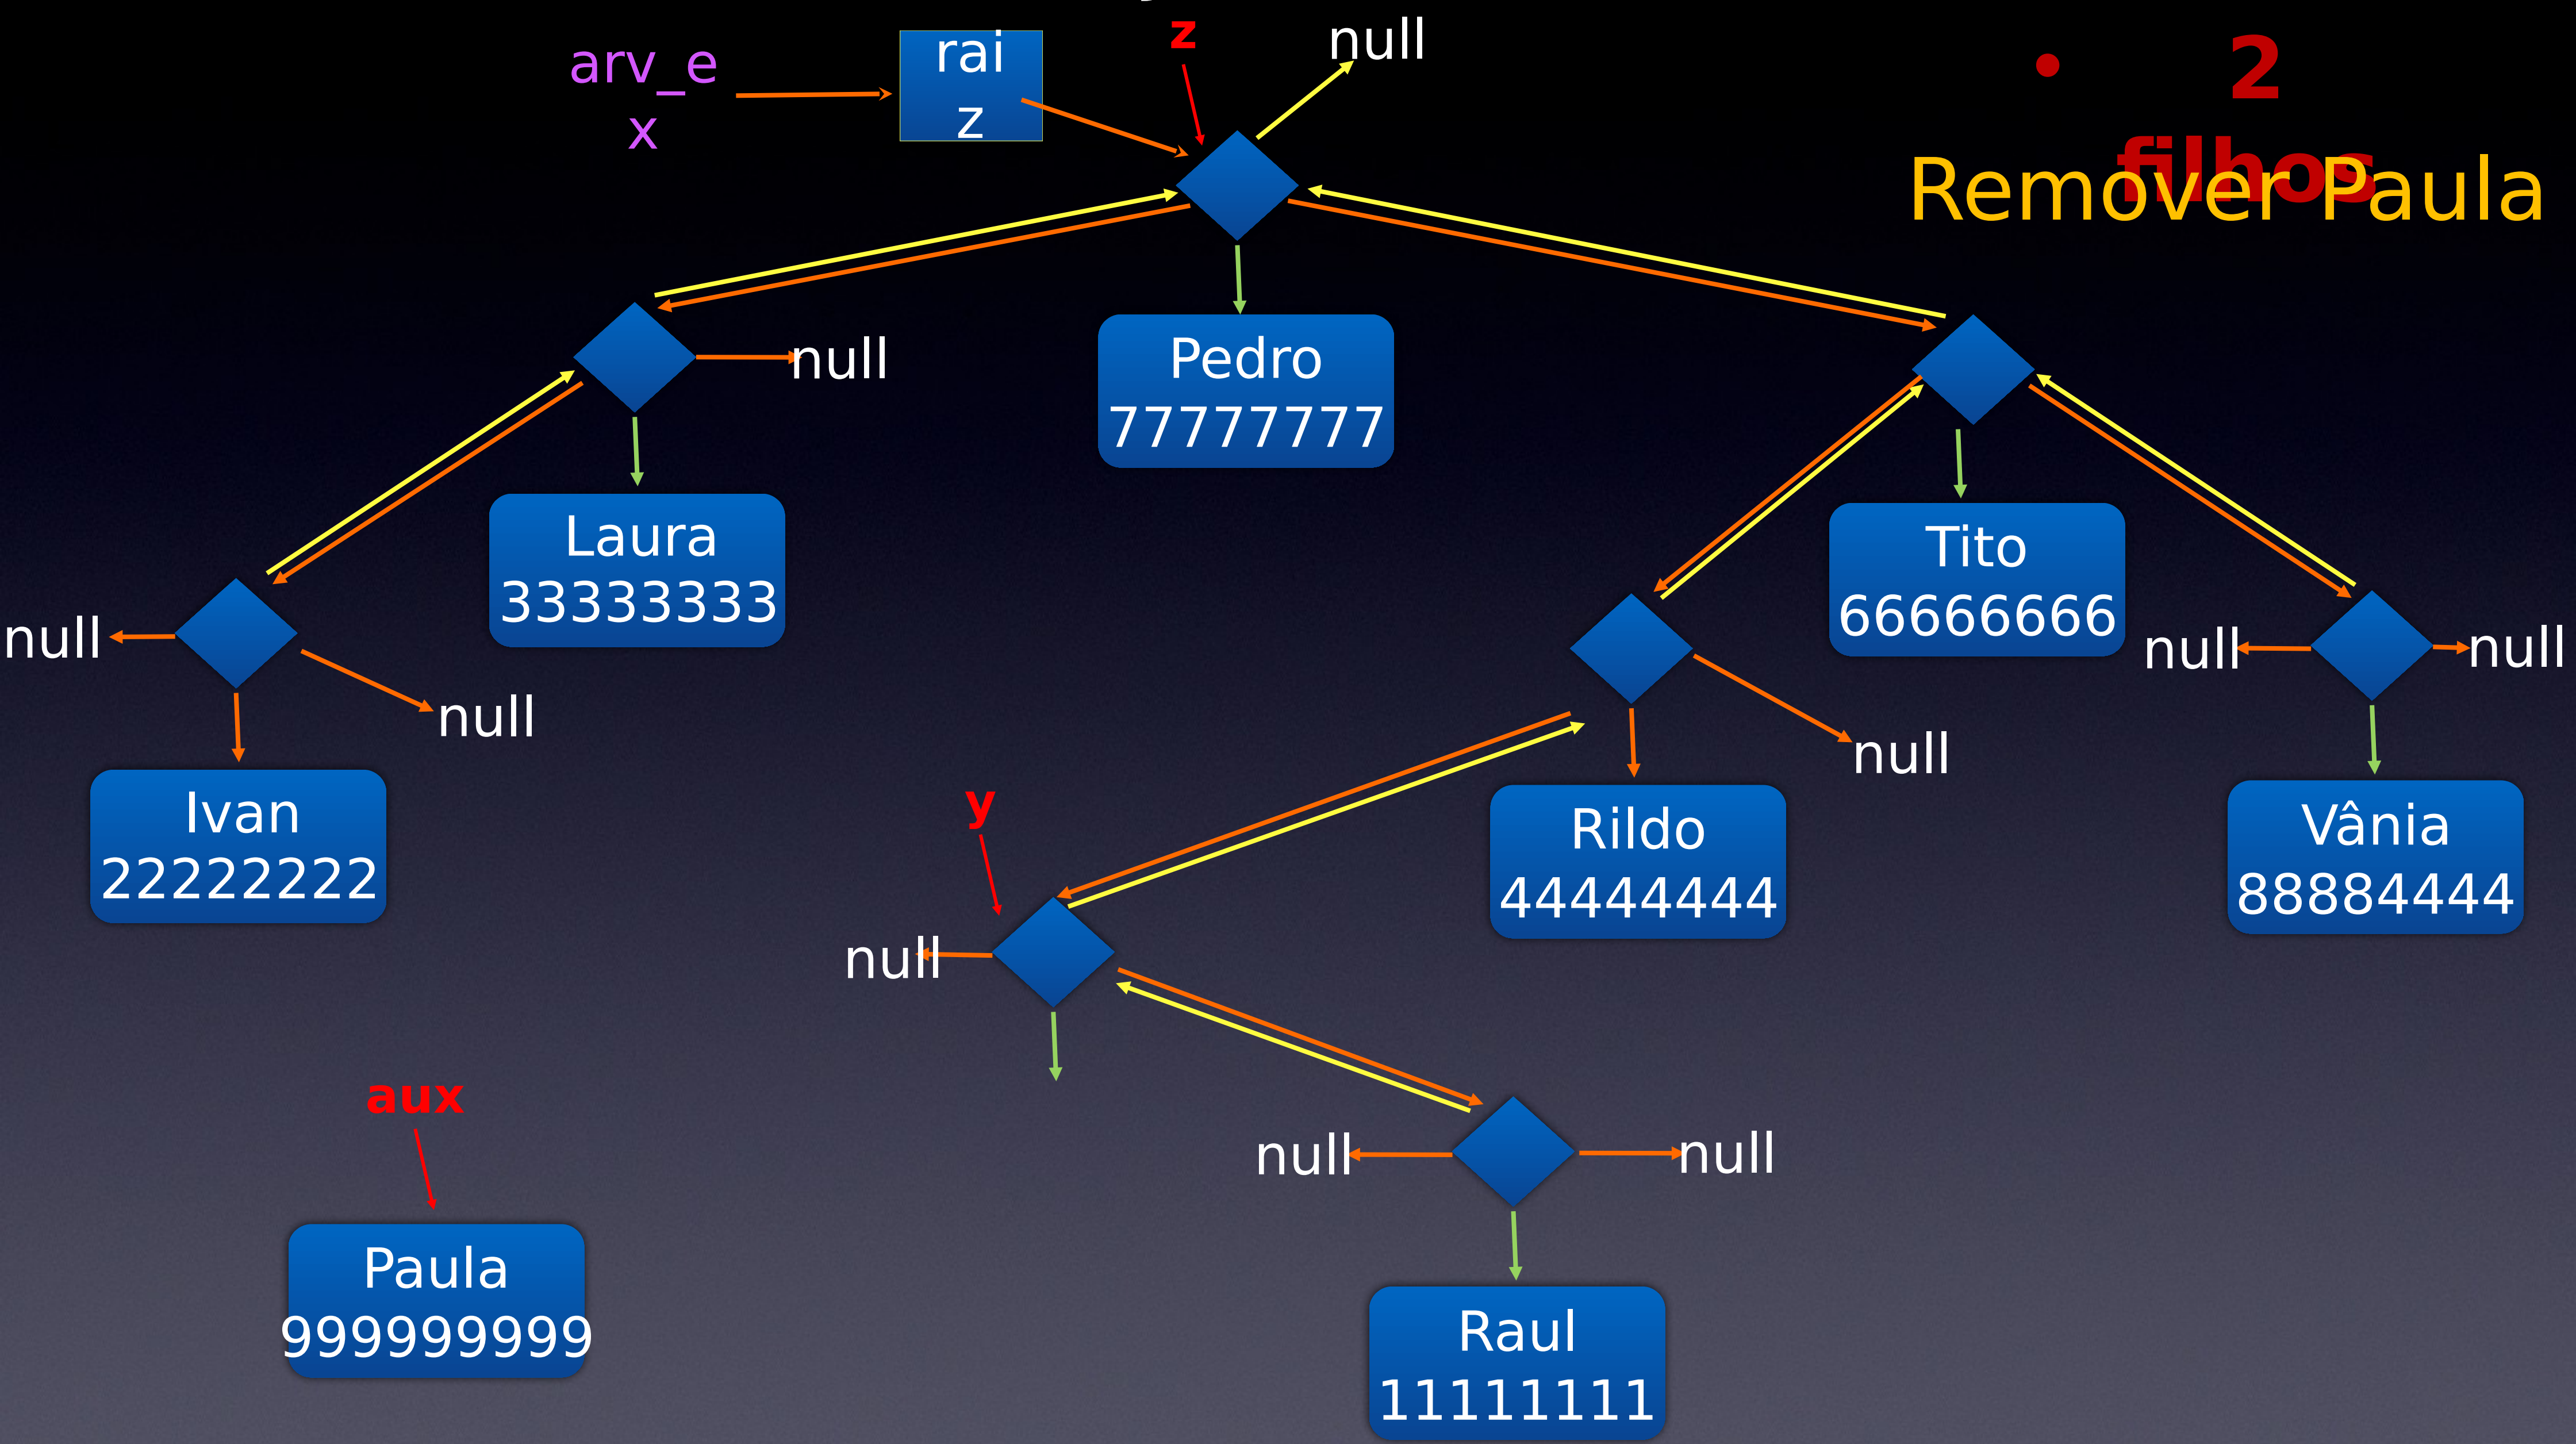 z
null
arv_e
x
rai
z
2
filhos
Remover Paula
null
Pedro
77777777
Laura
33333333
Tito
66666666
null
null
null
null
null
Ivan
22222222
y
Rildo
44444444
Vânia
88884444
null
aux
null
null
Paula
999999999
Raul
11111111